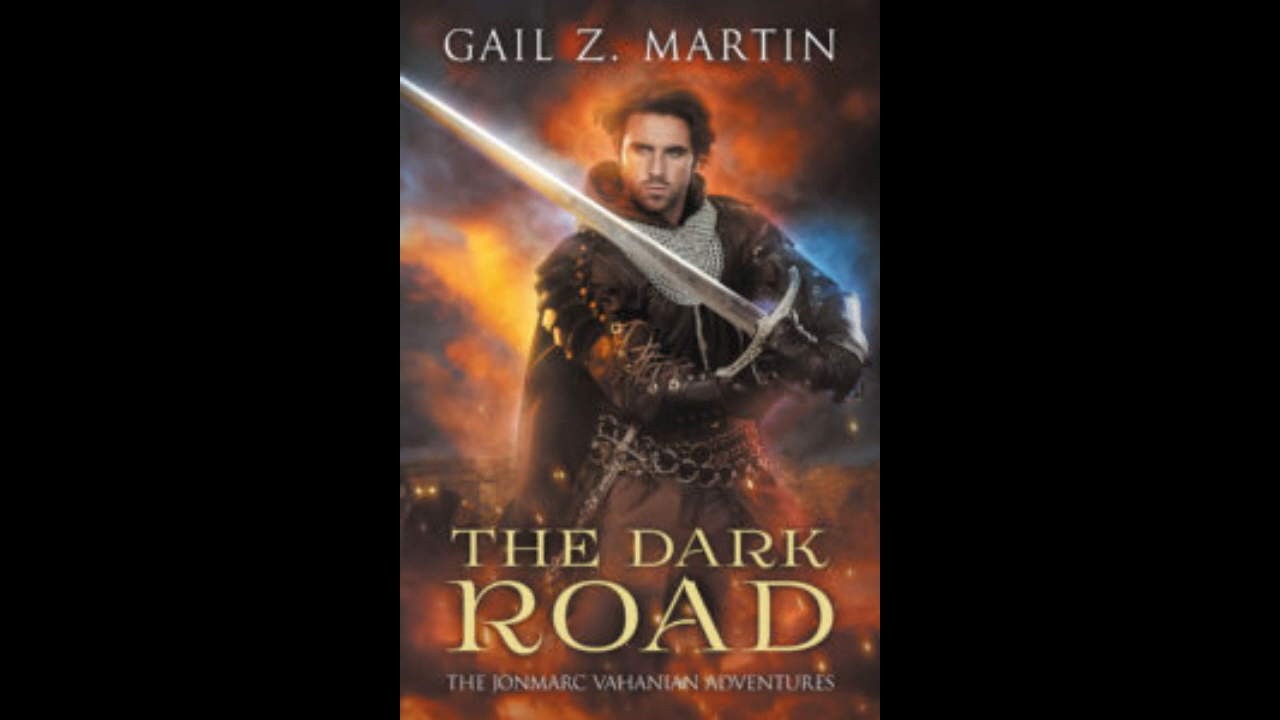 GAIL Z. MARTIN
THE DARK
ROAD
THE JONMARC VAHANIAN ADVENTURES